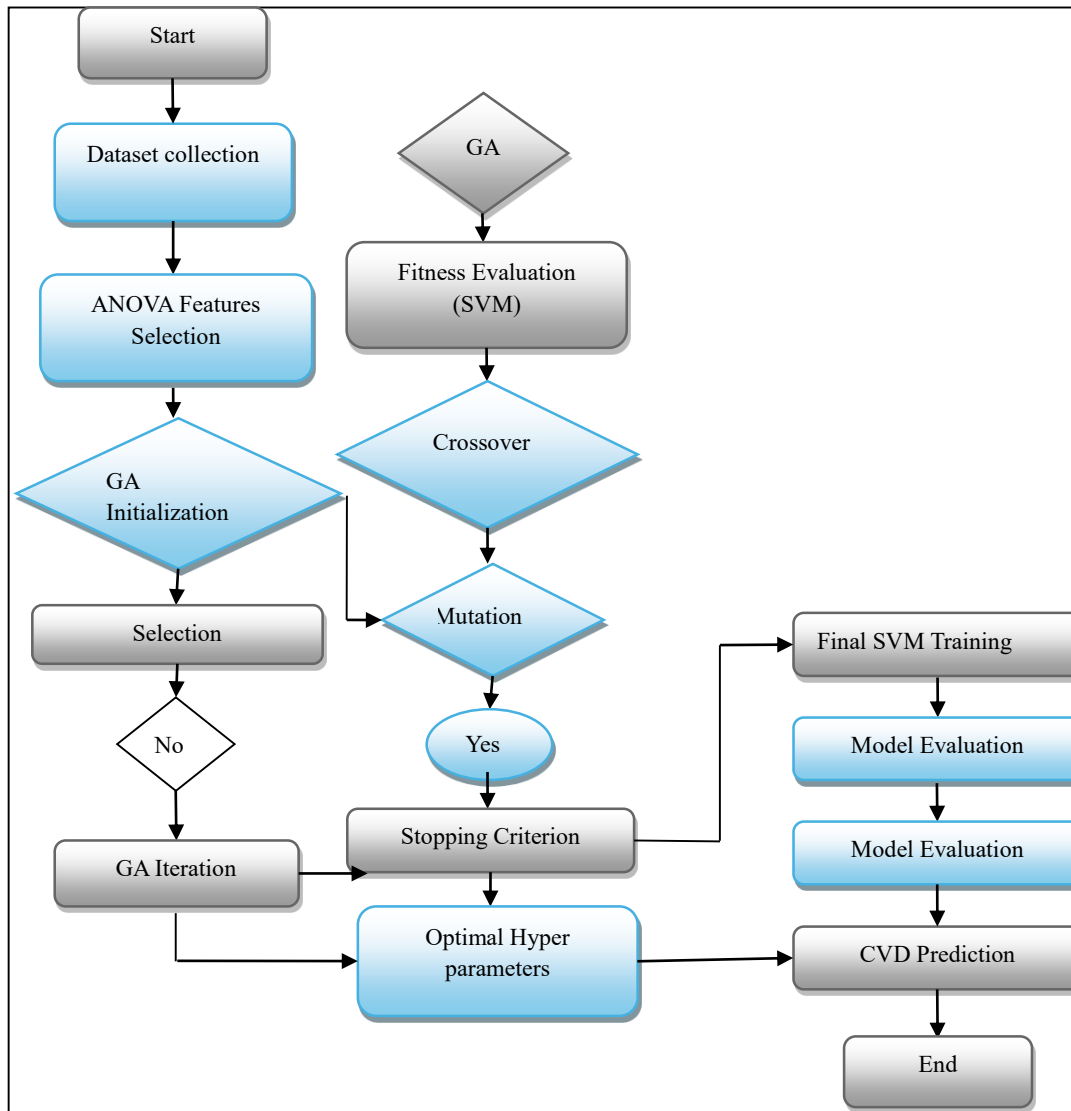 Start
Dataset collection
ANOVA Features
Selection
GA
Initialization
Selection
No
GA Iteration
GA
Fitness Evaluation
(SVM)
Crossover
Mutation
Yes
Stopping Criterion
Optimal Hyper
parameters
Final SVM Training
Model Evaluation
Model Evaluation
CVD Prediction
End